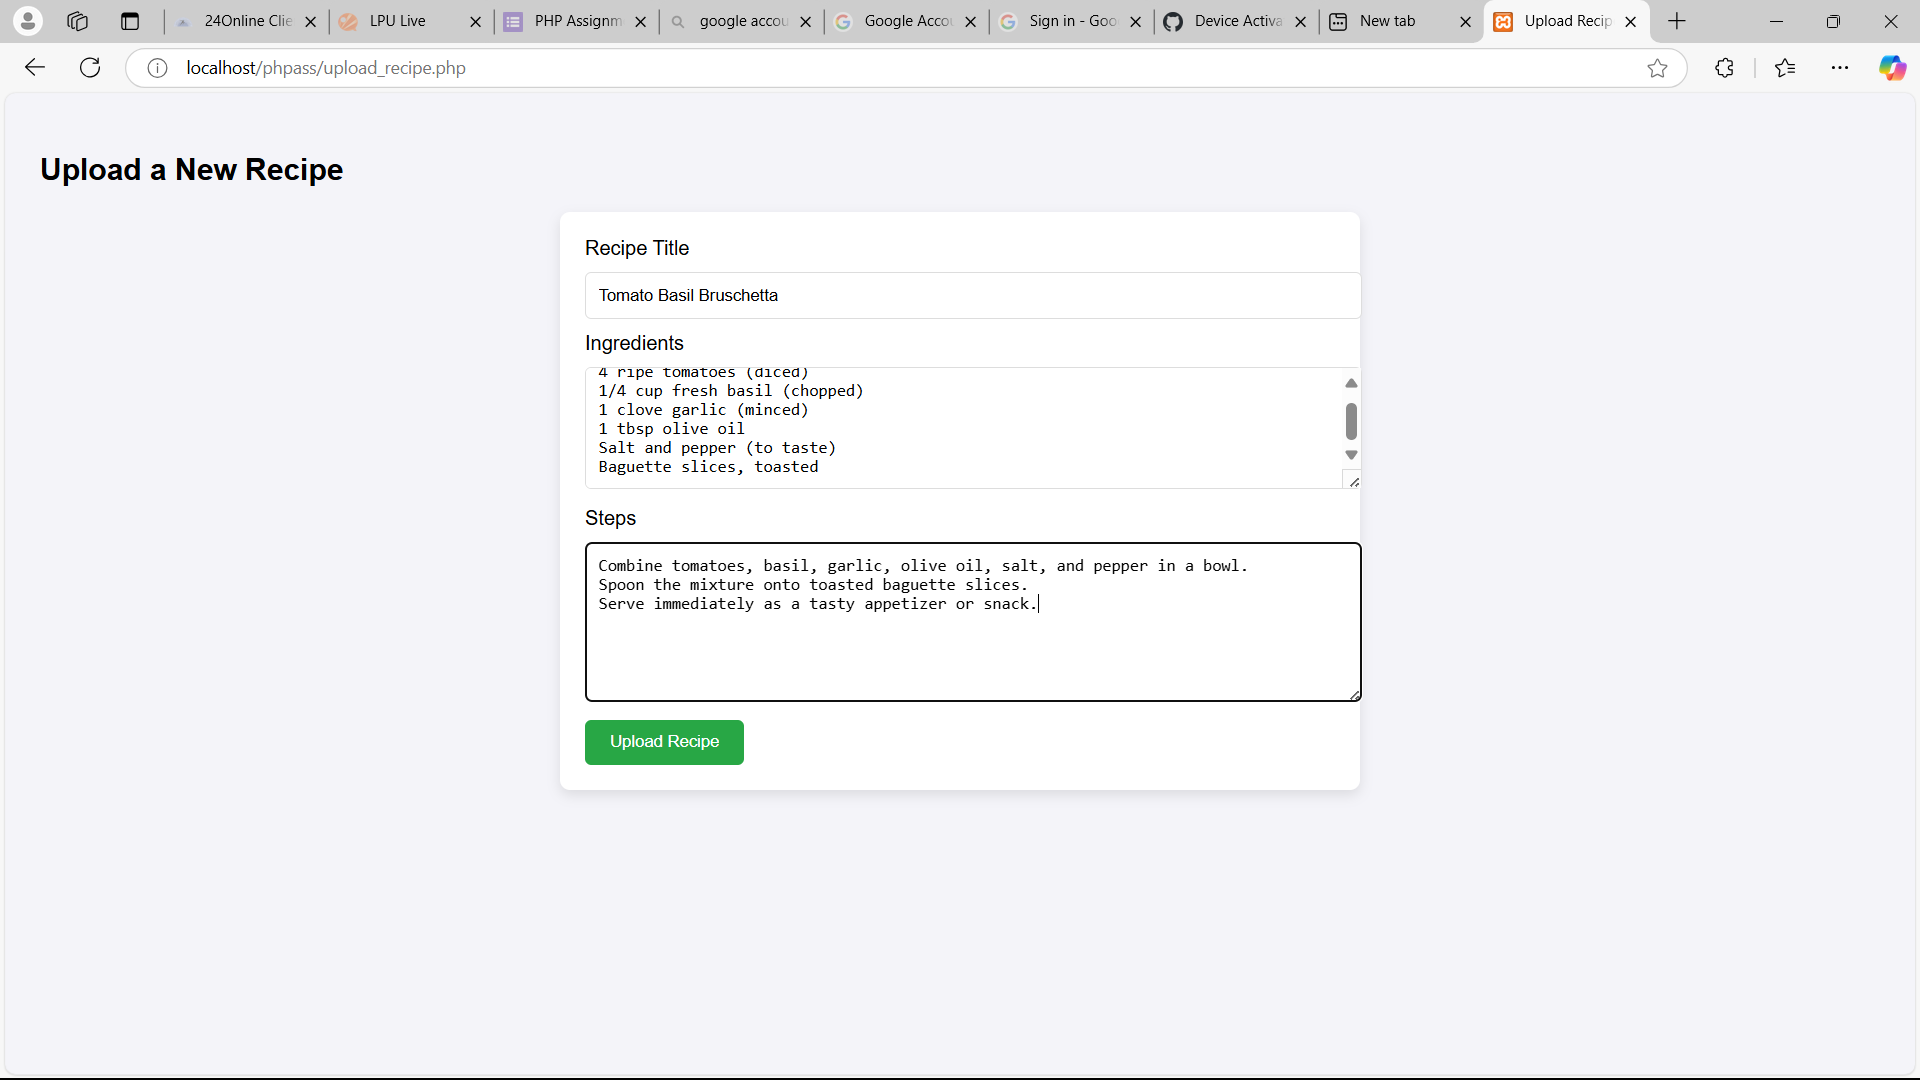 24Online Clie
LPU Live
PHP Assignm
google accou
Google Accou
Sign in - Goo
Device Activa
New tab
Upload Recip
localhost/phpass/upload_recipe.php
Upload a New Recipe
Recipe Title
Tomato Basil Bruschetta
Ingredients
4 ripe tomatoes (diced)
1/4 cup fresh basil (chopped)
1 clove garlic (minced)
1 tbsp olive oil
Salt and pepper (to taste)
Baguette slices, toasted
Steps
Combine tomatoes, basil, garlic, olive oil, salt, and pepper in a bowl.
Spoon the mixture onto toasted baguette slices.
Serve immediately as a tasty appetizer or snack.
Upload Recipe